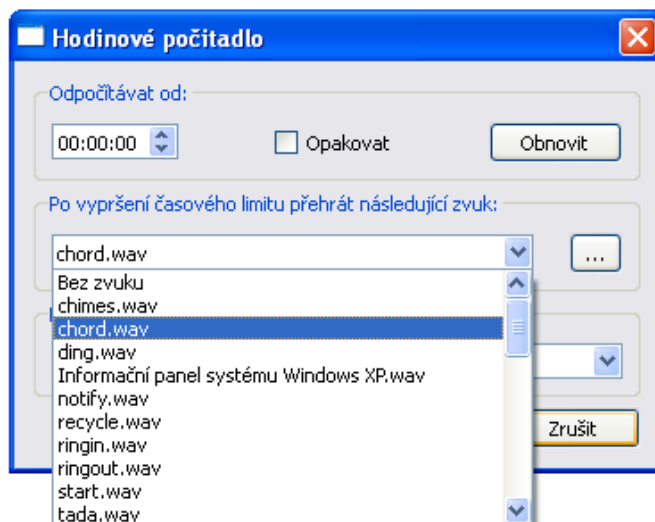 Hodinové počitadlo
Odpočítávat od:
00:00:00 Opakovat Obnovit
Po vypršení časového limitu přehrát následující zvuk:
chord.wav ...
Bez zvuku
chimes.wav
chord.wav
ding.wav
Informační panel systému Windows XP.wav
notify.wav
recycle.wav
Zrušit
ringin.wav
ringout.wav
start.wav
tada.wav